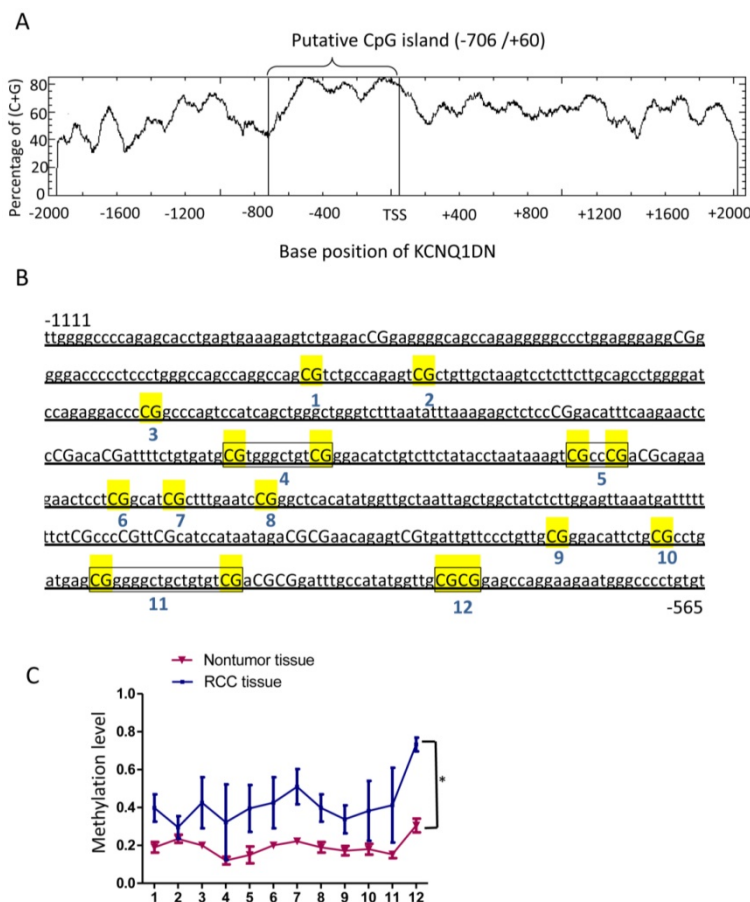 A
Putative CpG island (-706 /+60)
Percentage of (C+G)
80
60
40
20
0
-2000 -1600 -1200 -800 -400 TSS +400 +800 +1200 +1600 +2000
Base position of KCNQ1DN
B
-1111
ttggggccccagagcacctgagtgaaagagtctgagacCGgaggggcagccagagggggccctggagggaggCGg
gggaccccctccctgggccagccaggccagCGtctgccagagtCGctgttgctaagtcctcttcttgcagcctggggat
1 2
ccagaggacccCGgcccagtccatcagctgggctgggtctttaatatttaaagagctctccCGgacatttcaagaactc
3
cCGacaCGattttctgtgatgCGtgggctgtCGggacatctgtcttctatacctaataaagtCGccCGaCGcagaa
4 5
gaactcctCGgcatCGctttgaatcCGggctcacatatggttgctaattagctggctatctcttggagttaaatgattttt
6 7 8
ttctCGccCGttCGcatccataatagaCGCGaacagagtCGtgattgttccctgttgCGggacattctgCGcctg
9 10
atgagCGggggctgctgtgtCGaCGCGgatttgccatatggttgCGCGgagccaggaagaatgggcccctgtgt
11 12 -565
C
Nontumor tissue
RCC tissue
Methylation level
1.0
0.8
0.6
0.4
0.2
0.0
*
1 2 3 4 5 6 7 8 9 10 11 12